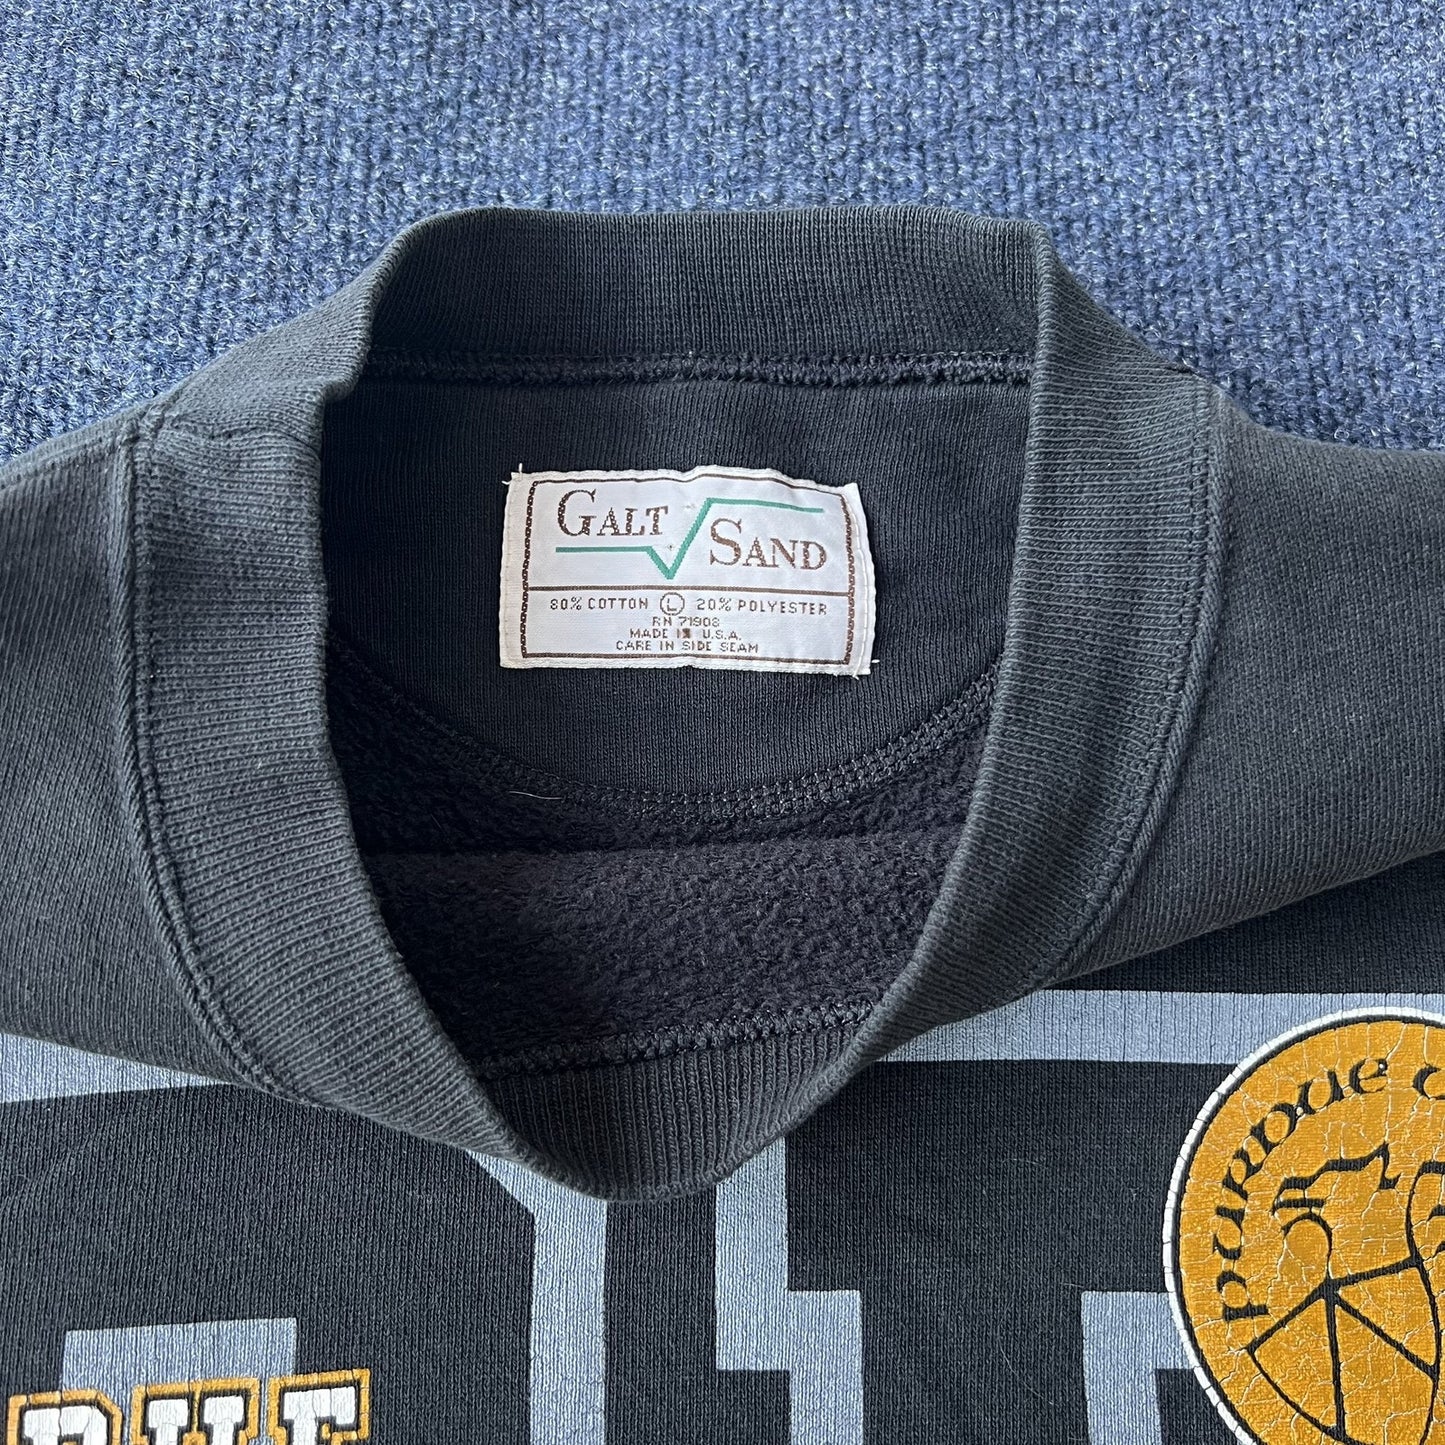 GALT SAND
80% COTTON L 20% POLYESTER
RN 71908
MADE IN U.S.A.
CARE IN SIDE SEAM
PURDUE